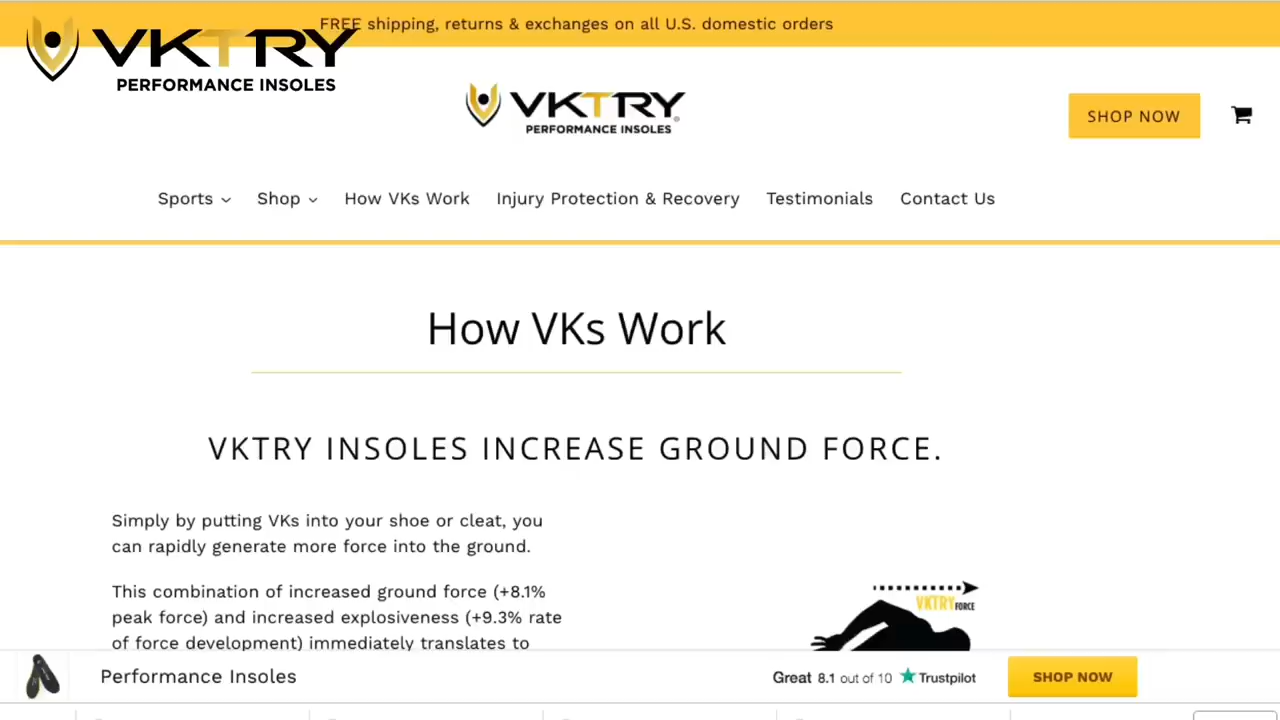 FREE shipping, returns & exchanges on all U.S. domestic orders
VKTRY
PERFORMANCE INSOLES
VKTRY®
PERFORMANCE INSOLES
SHOP NOW
Sports Shop How VKs Work Injury Protection & Recovery Testimonials Contact Us
How VKs Work
VKTRY INSOLES INCREASE GROUND FORCE.
Simply by putting VKs into your shoe or cleat, you
can rapidly generate more force into the ground.
This combination of increased ground force (+8.1%
peak force) and increased explosiveness (+9.3% rate
of force development) immediately translates to
VKTRY FORCE
Performance Insoles
Great 8.1 out of 10 Trustpilot
SHOP NOW